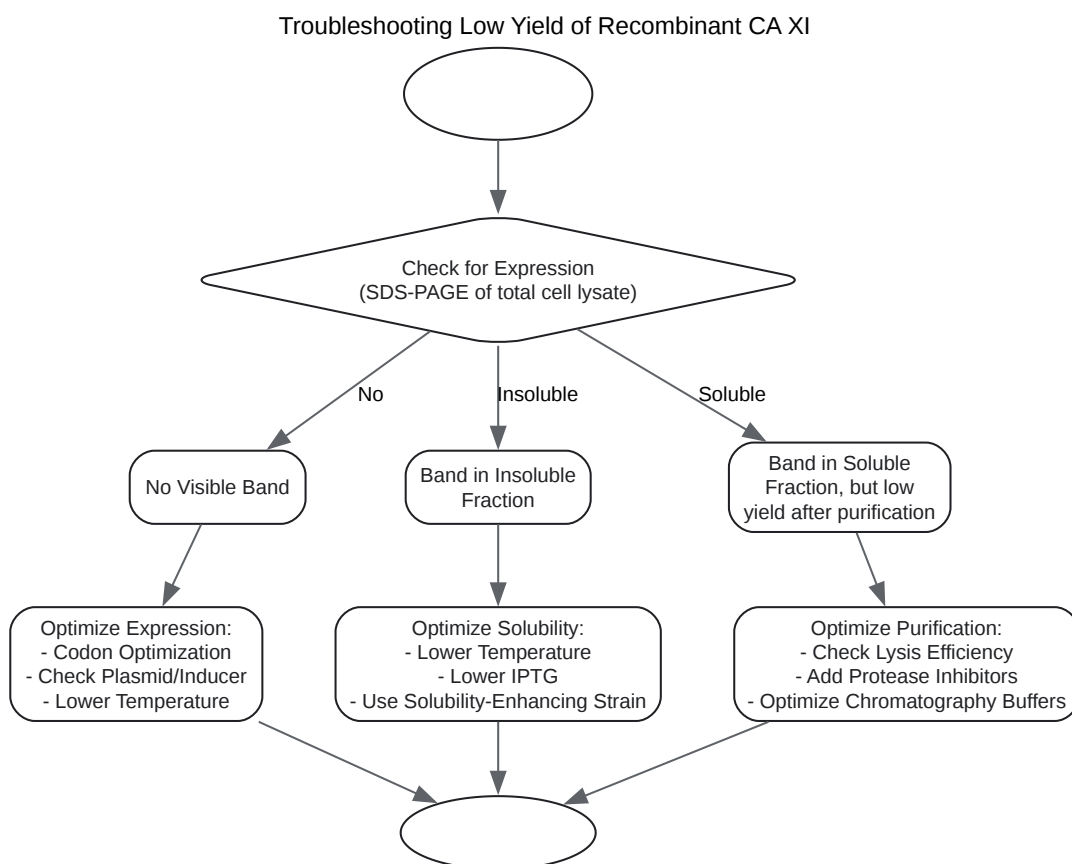 Troubleshooting Low Yield of Recombinant CA XI
Check for Expression
(SDS-PAGE of total cell lysate)
No
Insoluble
Soluble
No Visible Band
Band in Insoluble
Fraction
Band in Soluble
Fraction, but low
yield after purification
Optimize Expression:
- Codon Optimization
- Check Plasmid/Inducer
- Lower Temperature
Optimize Solubility:
- Lower Temperature
- Lower IPTG
- Use Solubility-Enhancing Strain
Optimize Purification:
- Check Lysis Efficiency
- Add Protease Inhibitors
- Optimize Chromatography Buffers